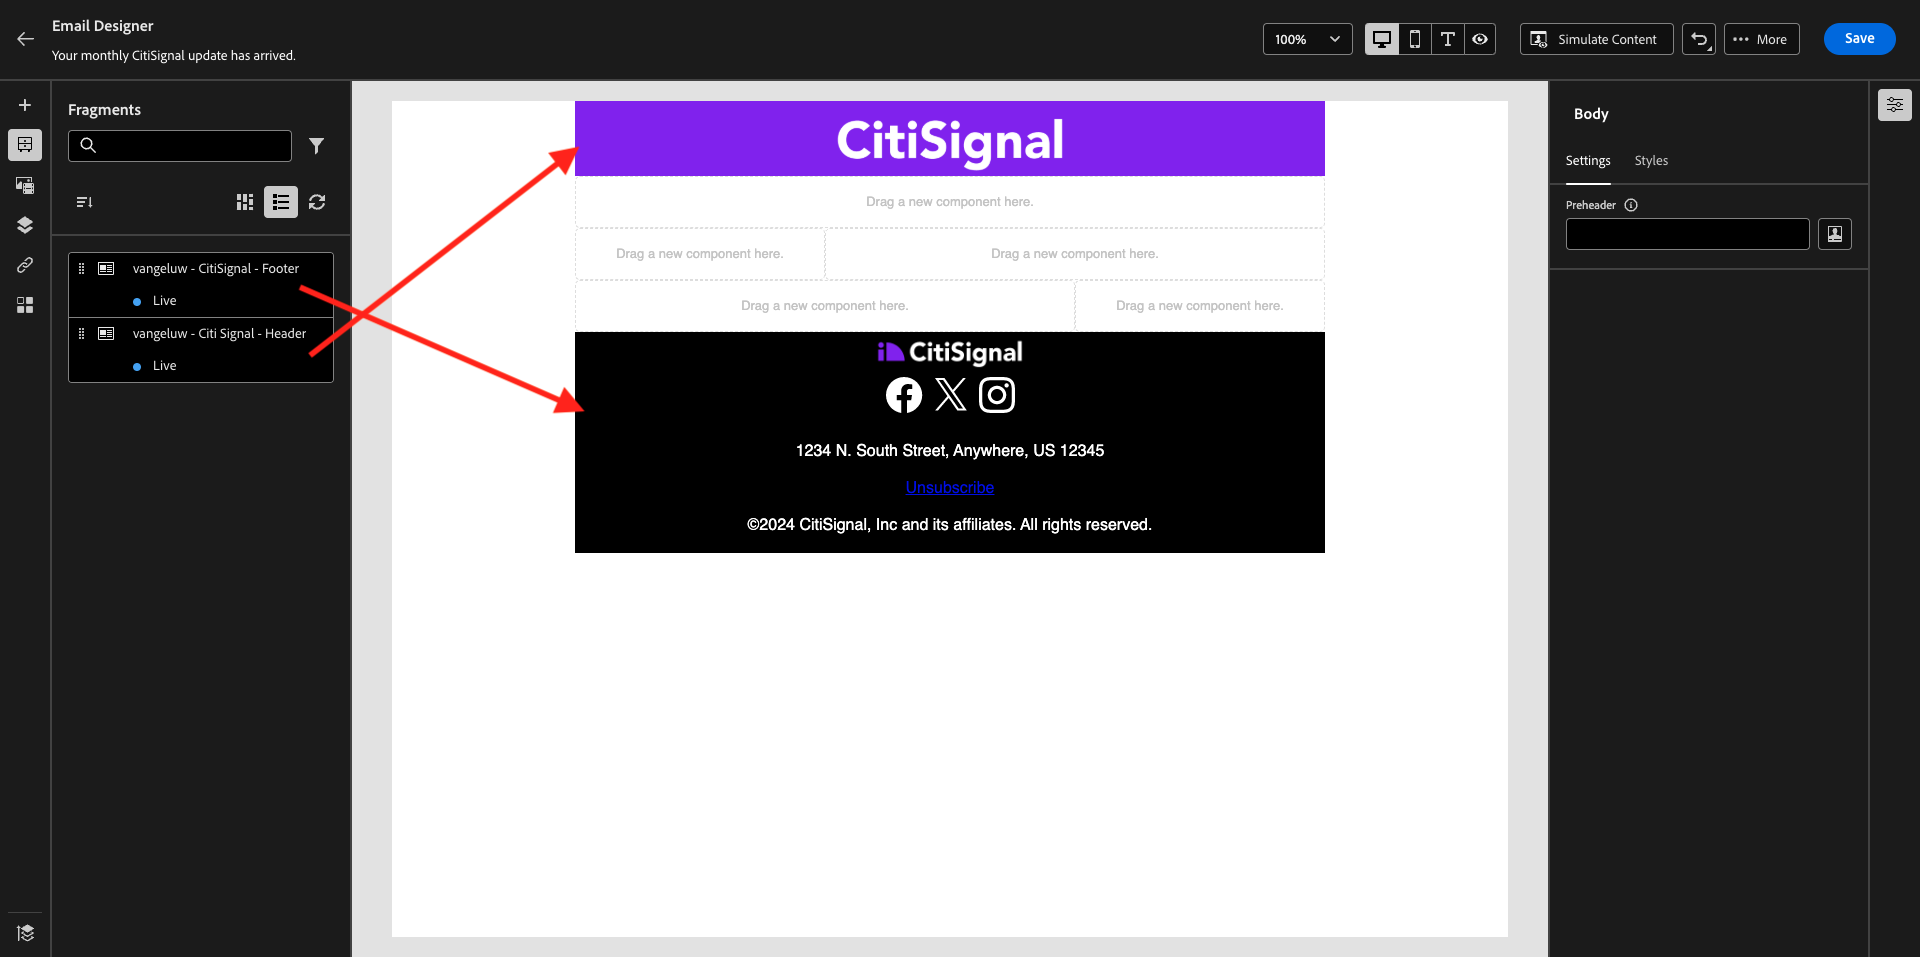 Email Designer
Your monthly CitiSignal update has arrived.
100%
Simulate Content
More
Save
Fragments
vangeluw - CitiSignal - Footer
Live
vangeluw - Citi Signal - Header
Live
CitiSignal
Drag a new component here.
Drag a new component here. Drag a new component here.
Drag a new component here. Drag a new component here.
CitiSignal
1234 N. South Street, Anywhere, US 12345
Unsubscribe
©2024 CitiSignal, Inc and its affiliates. All rights reserved.
Body
Settings Styles
Preheader